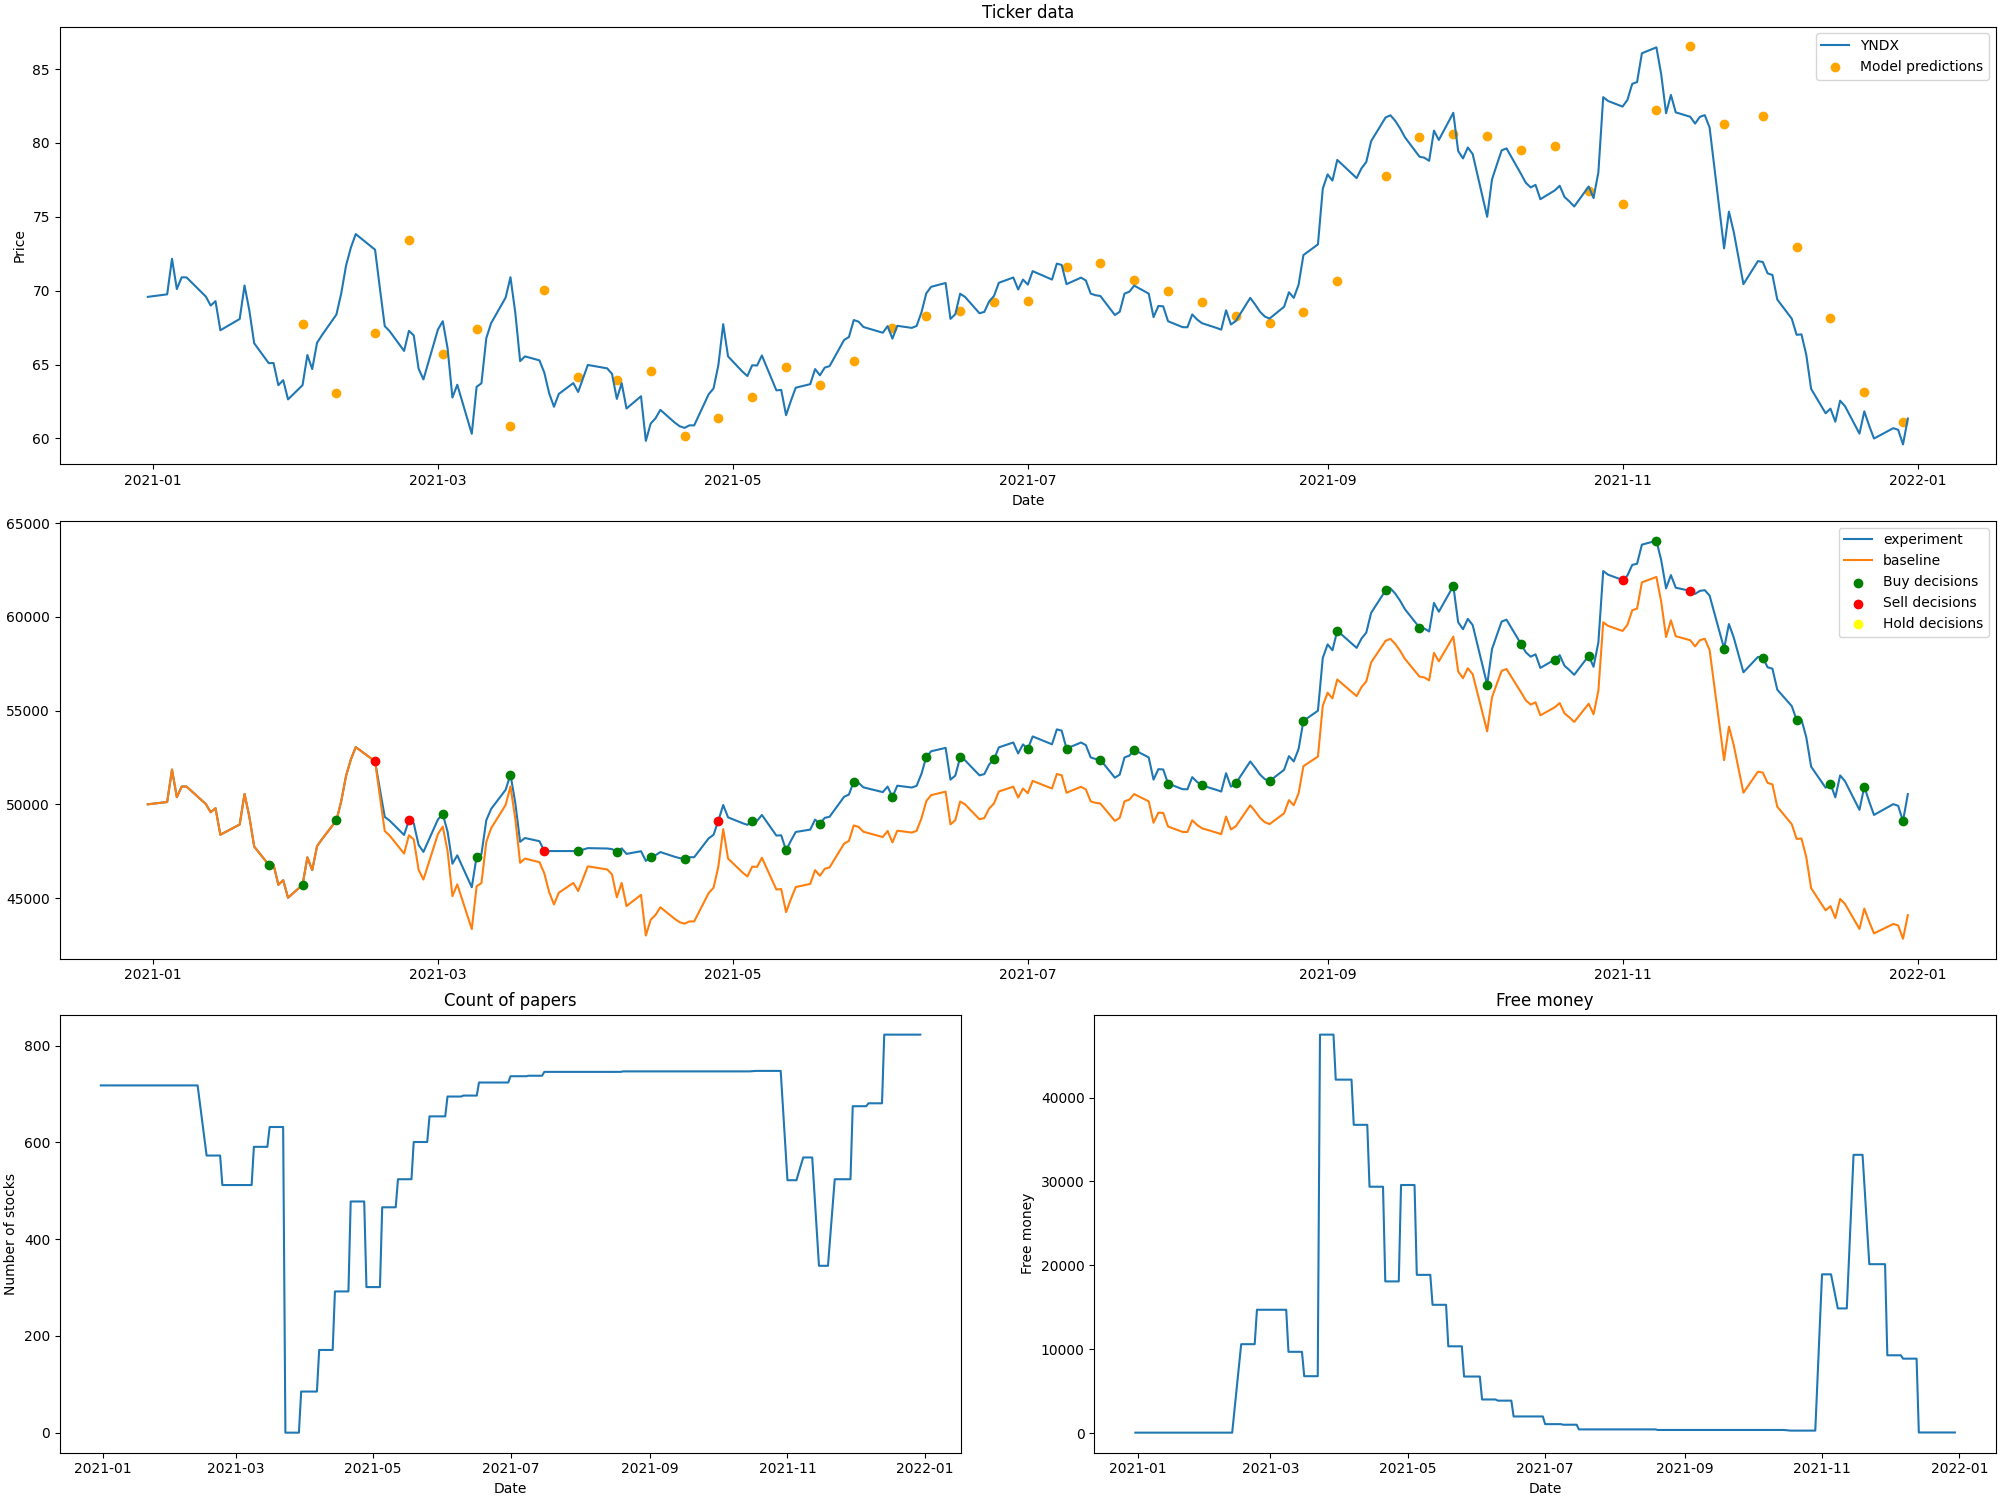 Ticker data
YNDX
Model predictions
85
80
75
70
65
60
Price
2021-01 2021-03 2021-05 2021-07 2021-09 2021-11 2022-01
Date
experiment
baseline
Buy decisions
Sell decisions
Hold decisions
65000
60000
55000
50000
45000
2021-01 2021-03 2021-05 2021-07 2021-09 2021-11 2022-01
Count of papers
800
600
400
200
0
Number of stocks
2021-01 2021-03 2021-05 2021-07 2021-09 2021-11 2022-01
Date
Free money
40000
30000
20000
10000
0
Free money
2021-01 2021-03 2021-05 2021-07 2021-09 2021-11 2022-01
Date